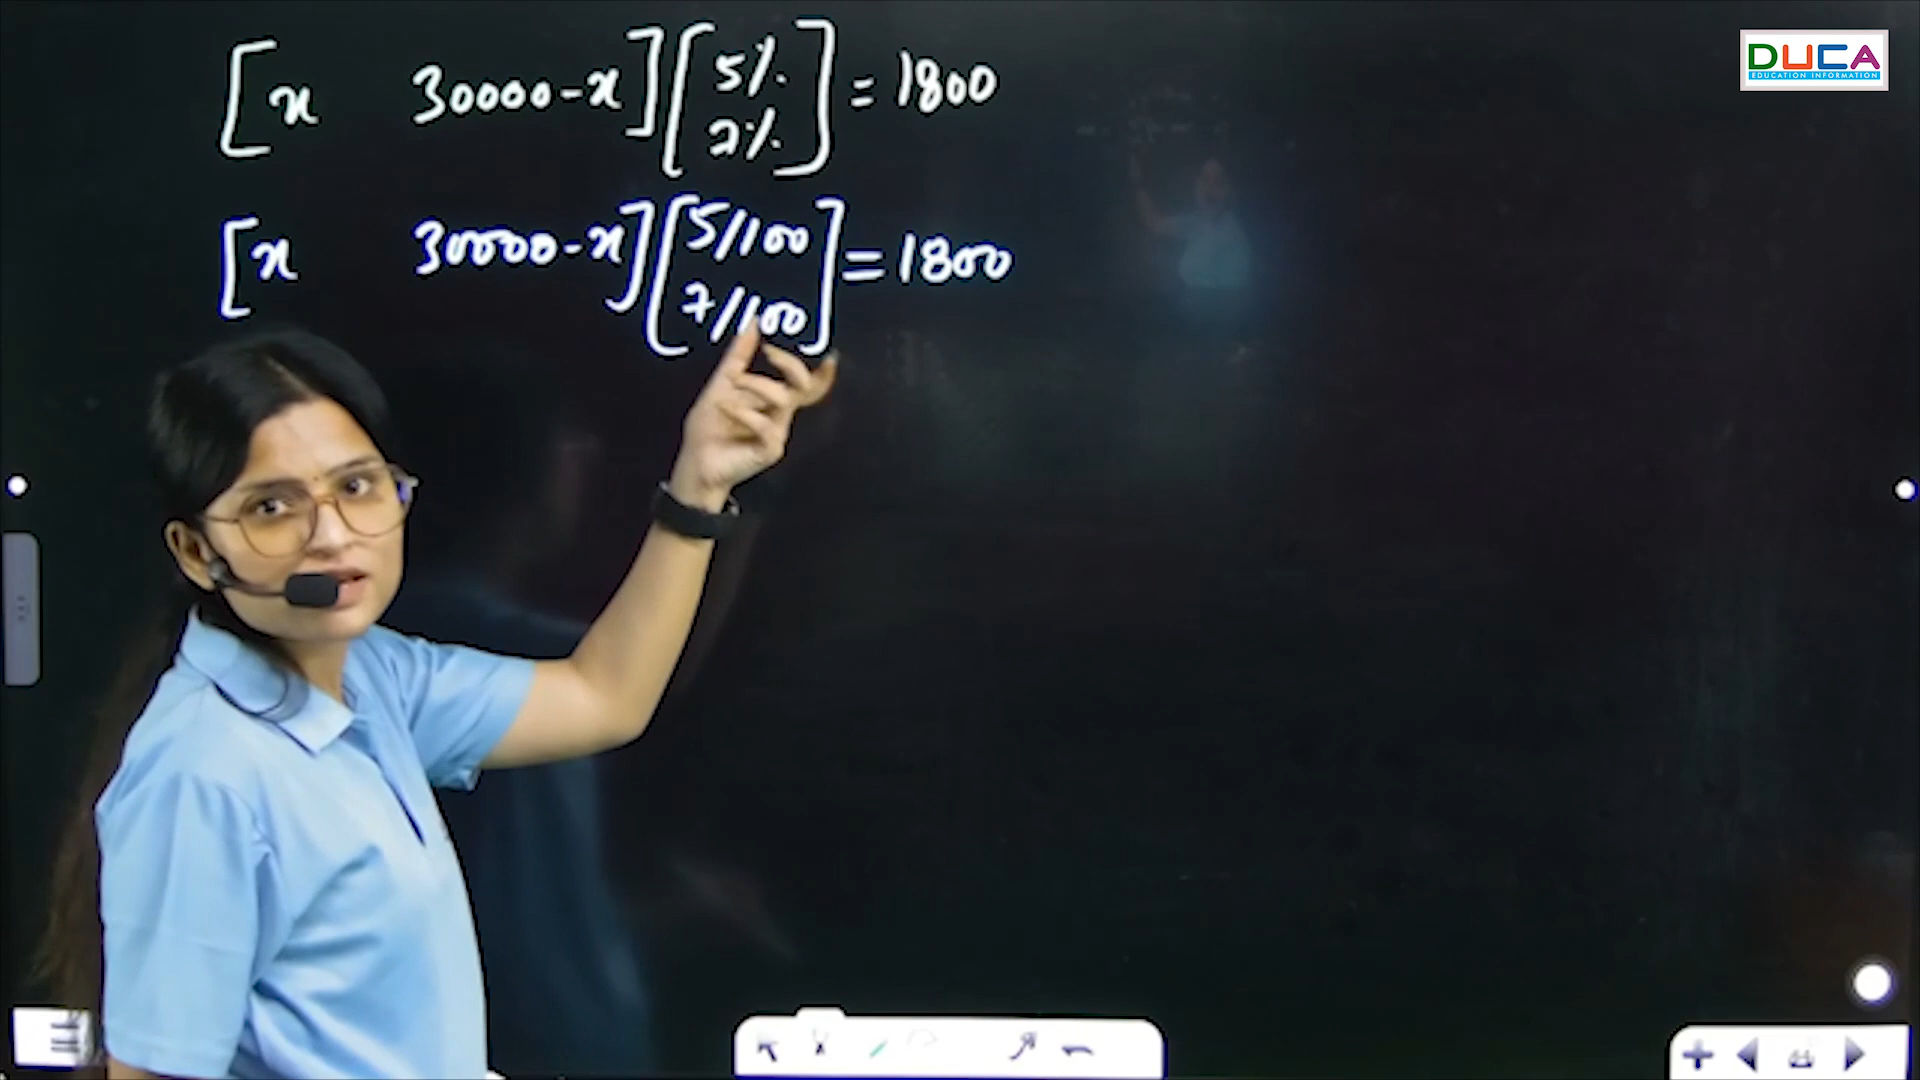 [x 30000-x] [5%. = 1800
7%.]
[x 30000-x] [5/100 = 1800
7/100]
DUCA
EDUCATION INFORMATION